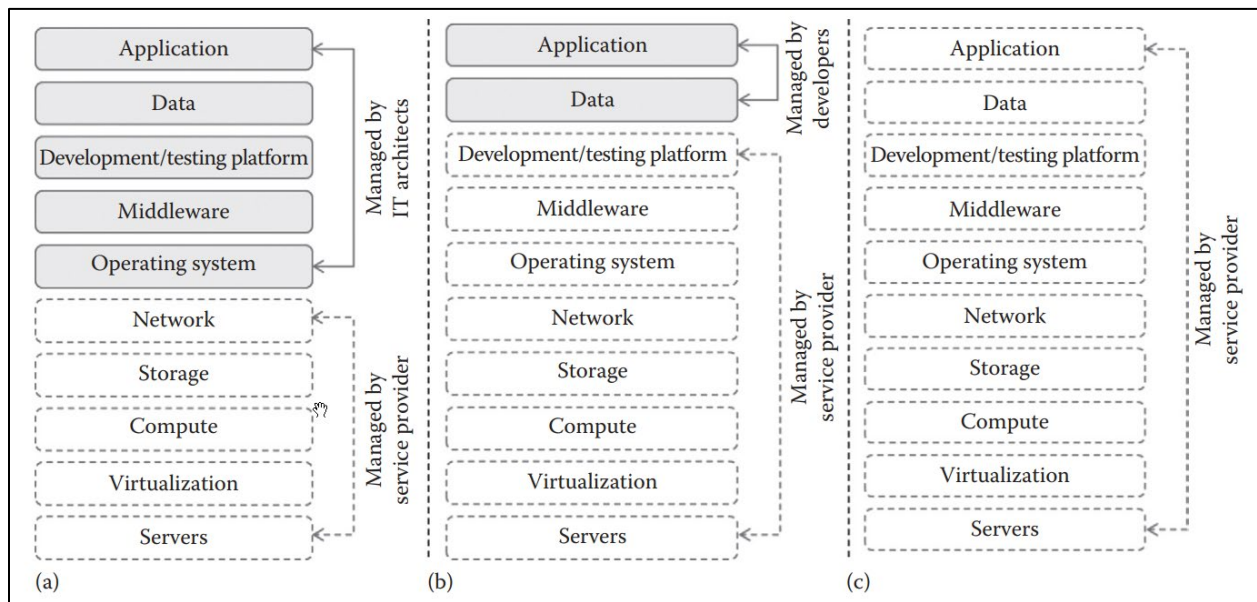 Application
Data
Development/testing platform
Middleware
Operating system
Network
Storage
Compute
Virtualization
Servers
Managed by
IT architects
Managed by
service provider
(a)
Application
Data
Development/testing platform
Middleware
Operating system
Network
Storage
Compute
Virtualization
Servers
Managed by
developers
Managed by
service provider
(b)
Application
Data
Development/testing platform
Middleware
Operating system
Network
Storage
Compute
Virtualization
Servers
Managed by
service provider
(c)